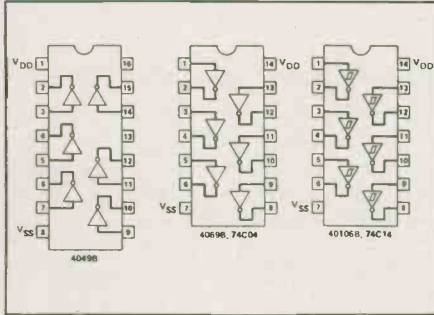 VDD 1 16
2 15
3 14
4 13
5 12
6 11
7 10
VSS 8 9
4049B
1 14 VDD
2 13
3 12
4 11
5 10
6 9
VSS 7 8
4069B, 74C04
1 14 VDD
2 13
3 12
4 11
5 10
6 9
VSS 7 8
40106B, 74C14